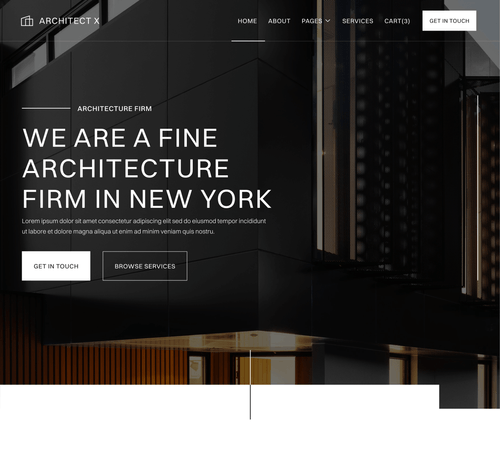 ARCHITECT X
HOME ABOUT PAGES SERVICES CART(3) GET IN TOUCH
ARCHITECTURE FIRM
WE ARE A FINE
ARCHITECTURE
FIRM IN NEW YORK
Lorem ipsum dolor sit amet consectetur adipiscing elit sed do eiusmod tempor incididunt
ut labore et dolore magna aliqua ut enim ad minim veniam quis nostru.
GET IN TOUCH BROWSE SERVICES